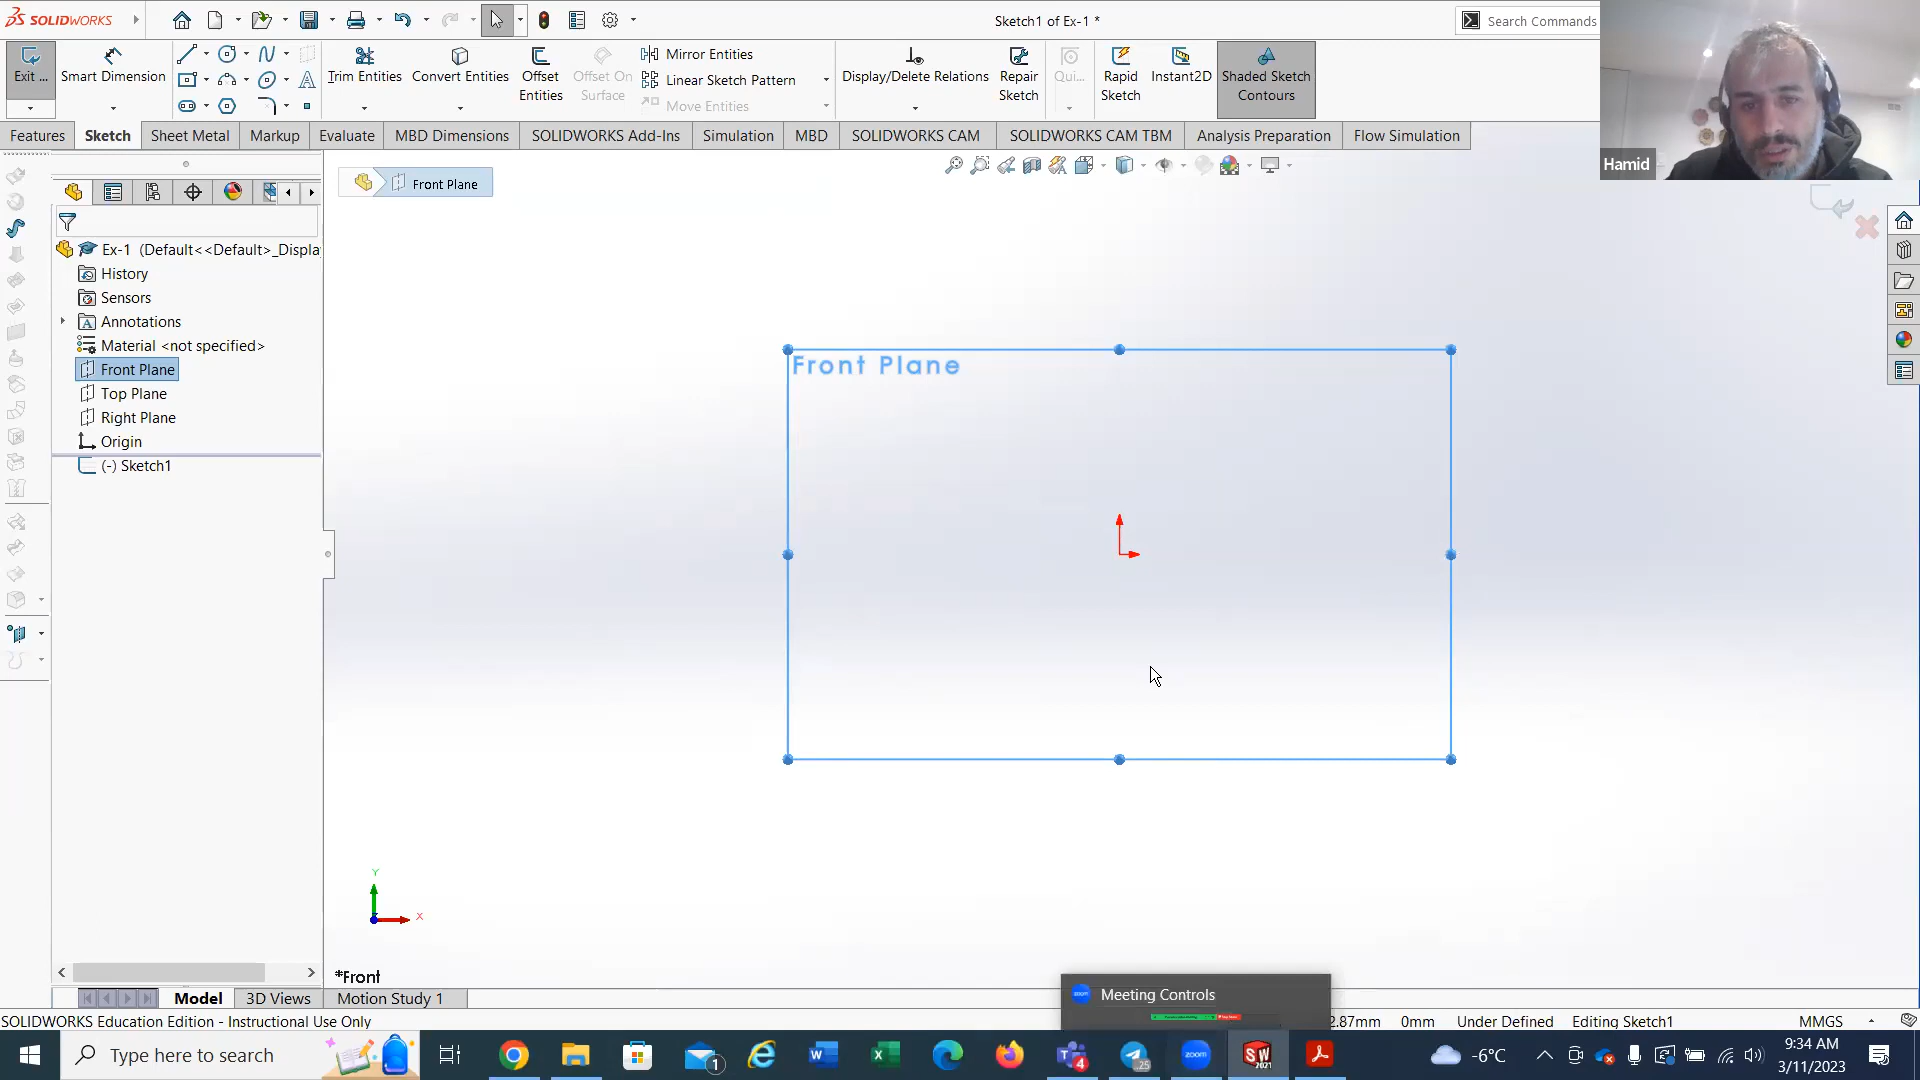 SOLIDWORKS
Sketch1 of Ex-1 *
Search Commands
Exit ...
Smart Dimension
Trim Entities
Convert Entities
Offset Entities
Offset On Surface
Mirror Entities
Linear Sketch Pattern
Move Entities
Display/Delete Relations
Repair Sketch
Qui...
Rapid Sketch
Instant2D
Shaded Sketch Contours
Features
Sketch
Sheet Metal
Markup
Evaluate
MBD Dimensions
SOLIDWORKS Add-Ins
Simulation
MBD
SOLIDWORKS CAM
SOLIDWORKS CAM TBM
Analysis Preparation
Flow Simulation
Hamid
Front Plane
Ex-1 (Default<<Default>_Displa
History
Sensors
Annotations
Material <not specified>
Front Plane
Top Plane
Right Plane
Origin
(-) Sketch1
Front Plane
Y
X
*Front
Meeting Controls
Model
3D Views
Motion Study 1
SOLIDWORKS Education Edition - Instructional Use Only
2.87mm
0mm
Under Defined
Editing Sketch1
MMGS
Type here to search
1
4
25
SW
2021
-6°C
9:34 AM
3/11/2023